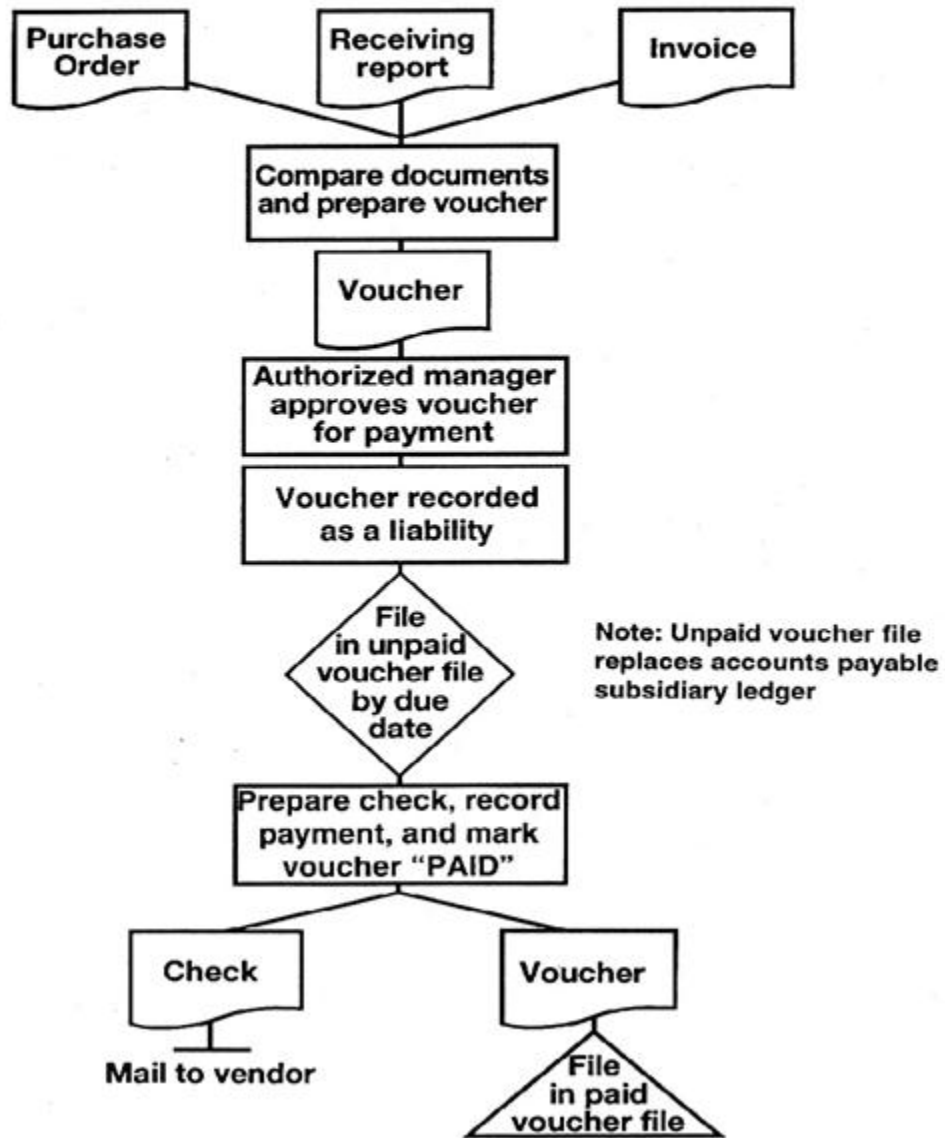 Purchase
Order
Receiving
report
Invoice
Compare documents
and prepare voucher
Voucher
Authorized manager
approves voucher
for payment
Voucher recorded
as a liability
File
in unpaid
voucher file
by due
date
Note: Unpaid voucher file
replaces accounts payable
subsidiary ledger
Prepare check, record
payment, and mark
voucher “PAID”
Check
Voucher
Mail to vendor
File
in paid
voucher file